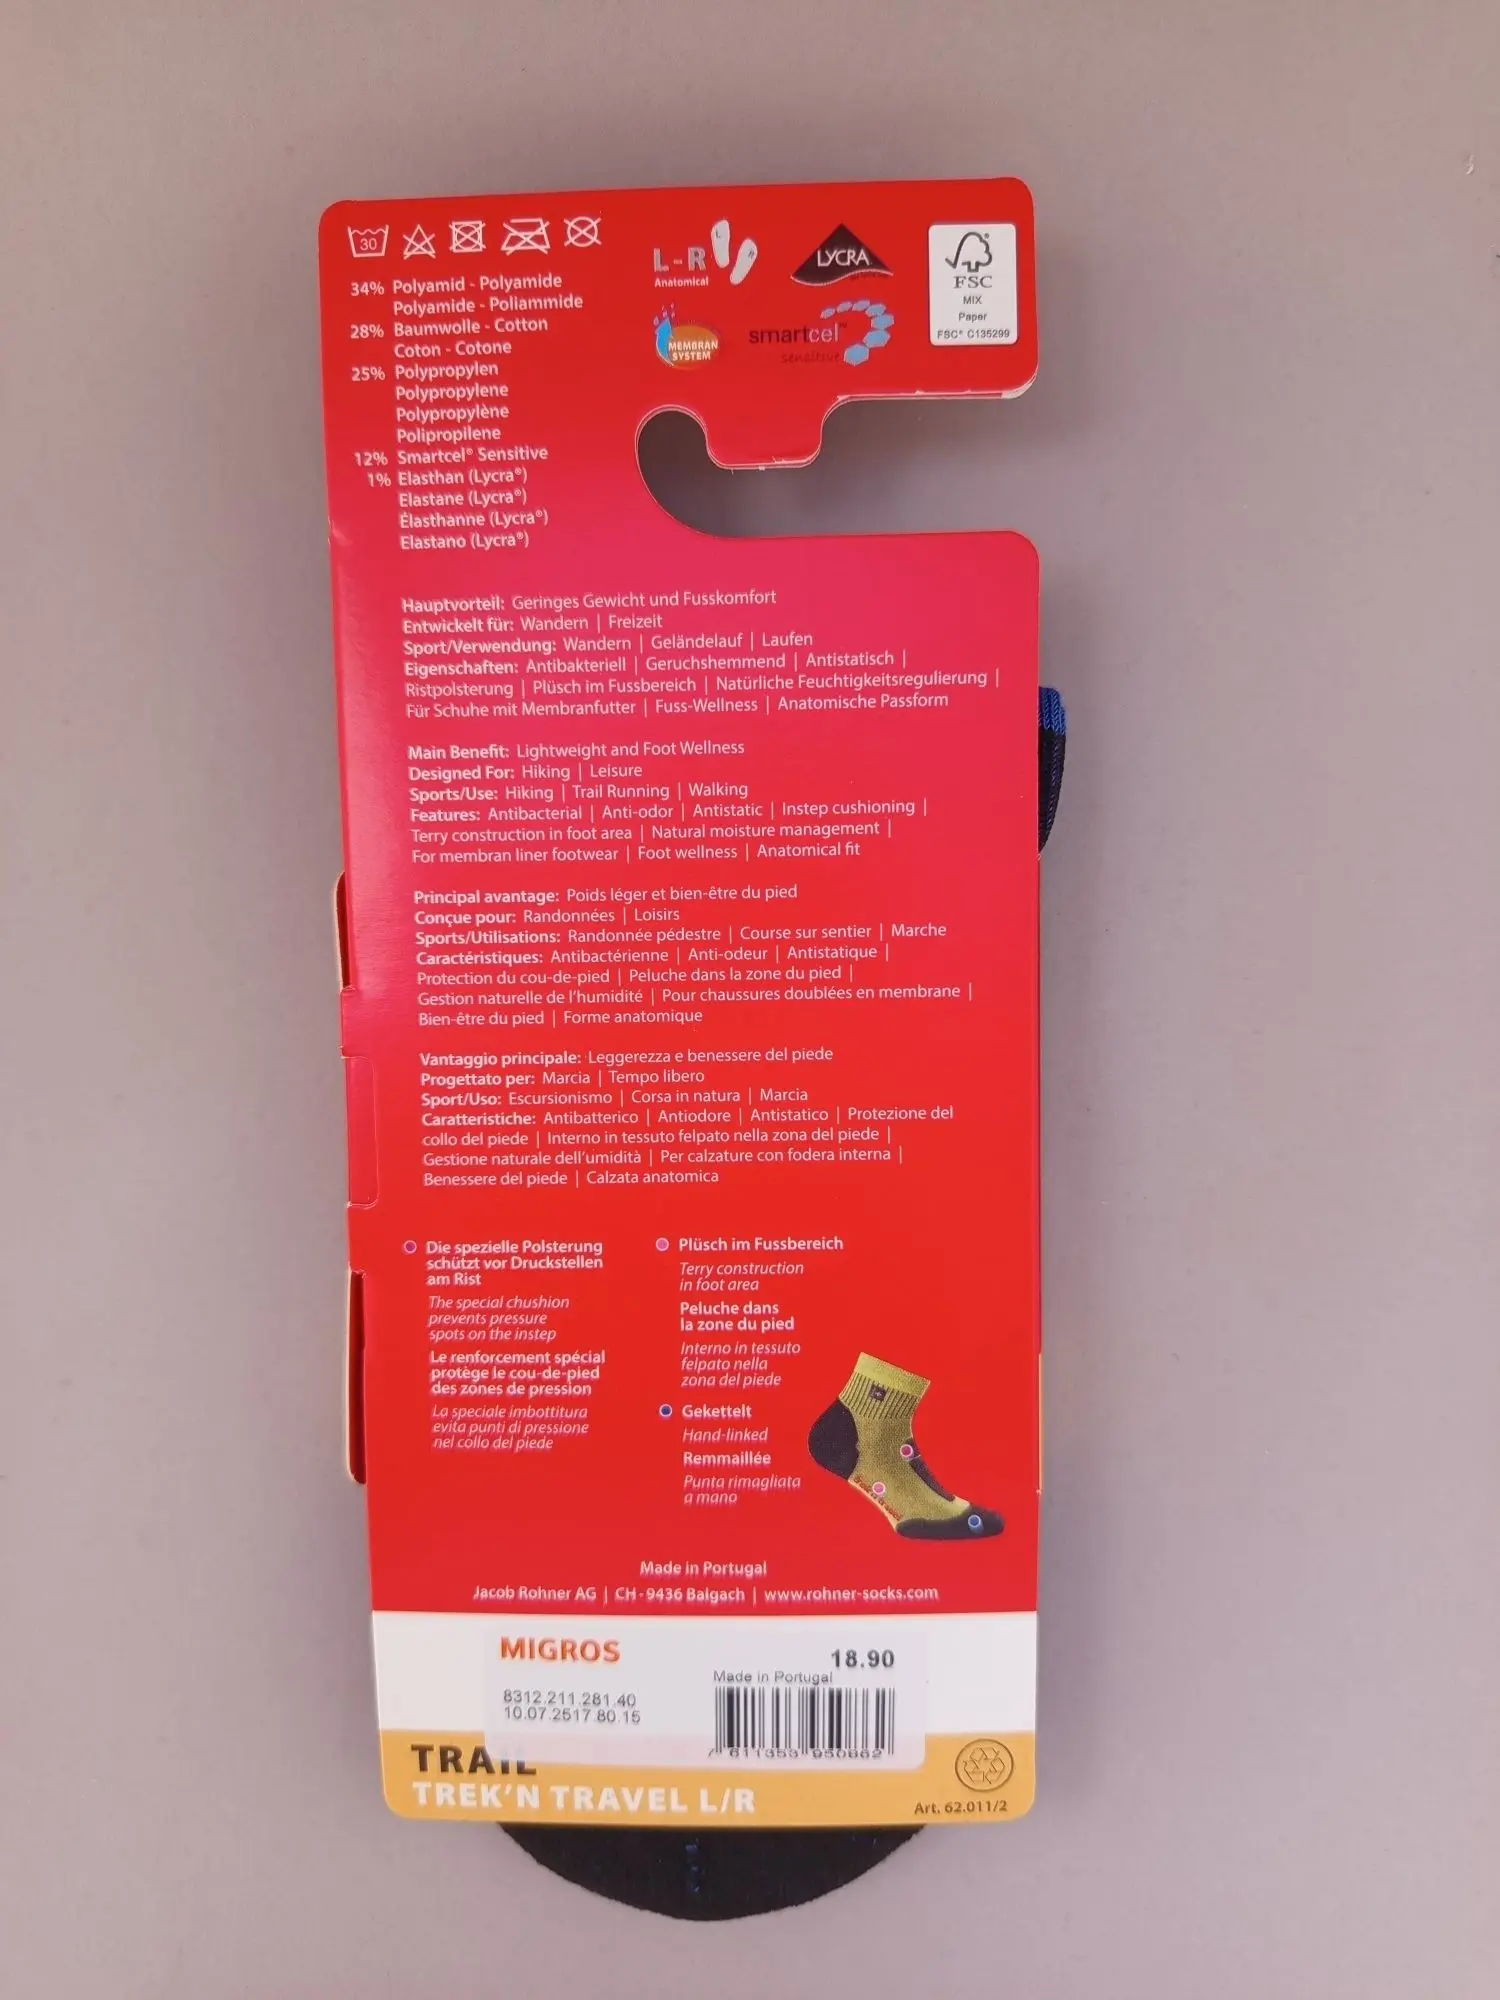 30
34% Polyamid - Polyamide
Polyamide - Poliammide
28% Baumwolle - Cotton
Coton - Cotone
25% Polypropylen
Polypropylene
Polypropylène
Polipropilene
12% Smartcel® Sensitive
1% Elasthan (Lycra®)
Elastane (Lycra®)
Élasthanne (Lycra®)
Elastano (Lycra®)
L-R
Anatomical
L
R
LYCRA
MEMBRAN
SYSTEM
smartcel™
sensitive
FSC
MIX
Paper
FSC® C135299
Hauptvorteil: Geringes Gewicht und Fusskomfort
Entwickelt für: Wandern | Freizeit
Sport/Verwendung: Wandern | Geländelauf | Laufen
Eigenschaften: Antibakteriell | Geruchshemmend | Antistatisch |
Ristpolsterung | Plüsch im Fussbereich | Natürliche Feuchtigkeitsregulierung |
Für Schuhe mit Membranfutter | Fuss-Wellness | Anatomische Passform
Main Benefit: Lightweight and Foot Wellness
Designed For: Hiking | Leisure
Sports/Use: Hiking | Trail Running | Walking
Features: Antibacterial | Anti-odor | Antistatic | Instep cushioning |
Terry construction in foot area | Natural moisture management |
For membran liner footwear | Foot wellness | Anatomical fit
Principal avantage: Poids léger et bien-être du pied
Conçue pour: Randonnées | Loisirs
Sports/Utilisations: Randonnée pédestre | Course sur sentier | Marche
Caractéristiques: Antibactérienne | Anti-odeur | Antistatique |
Protection du cou-de-pied | Peluche dans la zone du pied |
Gestion naturelle de l'humidité | Pour chaussures doublées en membrane |
Bien-être du pied | Forme anatomique
Vantaggio principale: Leggerezza e benessere del piede
Progettato per: Marcia | Tempo libero
Sport/Uso: Escursionismo | Corsa in natura | Marcia
Caratteristiche: Antibatterico | Antiodore | Antistatico | Protezione del
collo del piede | Interno in tessuto felpato nella zona del piede |
Gestione naturale dell'umidità | Per calzature con fodera interna |
Benessere del piede | Calzata anatomica
Die spezielle Polsterung
schützt vor Druckstellen
am Rist
The special chushion
prevents pressure
spots on the instep
Le renforcement spécial
protège le cou-de-pied
des zones de pression
La speciale imbottitura
evita punti di pressione
nel collo del piede
Plüsch im Fussbereich
Terry construction
in foot area
Peluche dans
la zone du pied
Interno in tessuto
felpato nella
zona del piede
Gekettelt
Hand-linked
Remmaillée
Punta rimagliata
a mano
Made in Portugal
Jacob Rohner AG | CH-9436 Balgach | www.rohner-socks.com
MIGROS
18.90
Made in Portugal
8312.211.281.40
10.07.2517.80.15
7 611353 950862
TRAIL
TREK'N TRAVEL L/R
Art. 62.011/2